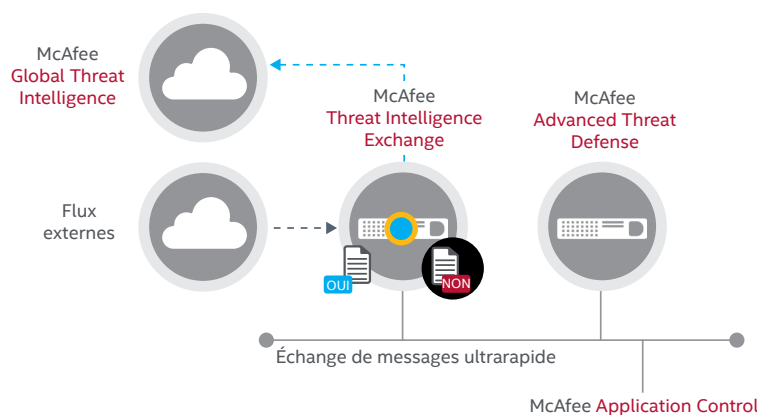 McAfee
Global Threat
Intelligence
McAfee
Threat Intelligence
Exchange
McAfee
Advanced Threat
Defense
Flux
externes
OUI
NON
Échange de messages ultrarapide
McAfee Application Control